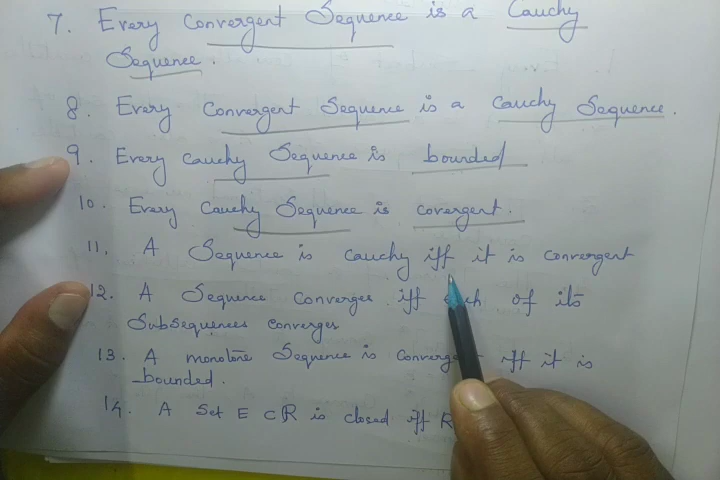 7. Every Convergent Sequence is a Cauchy
Sequence.
8. Every Convergent Sequence is a Cauchy Sequence.
9. Every Cauchy Sequence is bounded
10. Every Cauchy Sequence is covergent.
11. A Sequence is Cauchy iff it is convergent
12. A Sequence Converges iff each of its
Subsequences converges
13. A monotone Sequence is Convergent iff it is
bounded.
14. A Set E ⊂ R is closed iff R